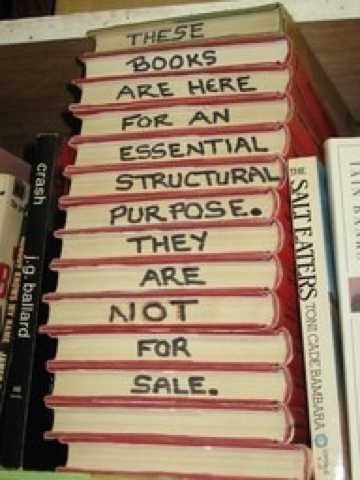 THESE
BOOKS
ARE HERE
FOR AN
ESSENTIAL
STRUCTURAL
PURPOSE.
THEY
ARE
NOT
FOR
SALE.
crash
j.g. ballard
THE
SALT EATERS
TONI CADE BAMBARA